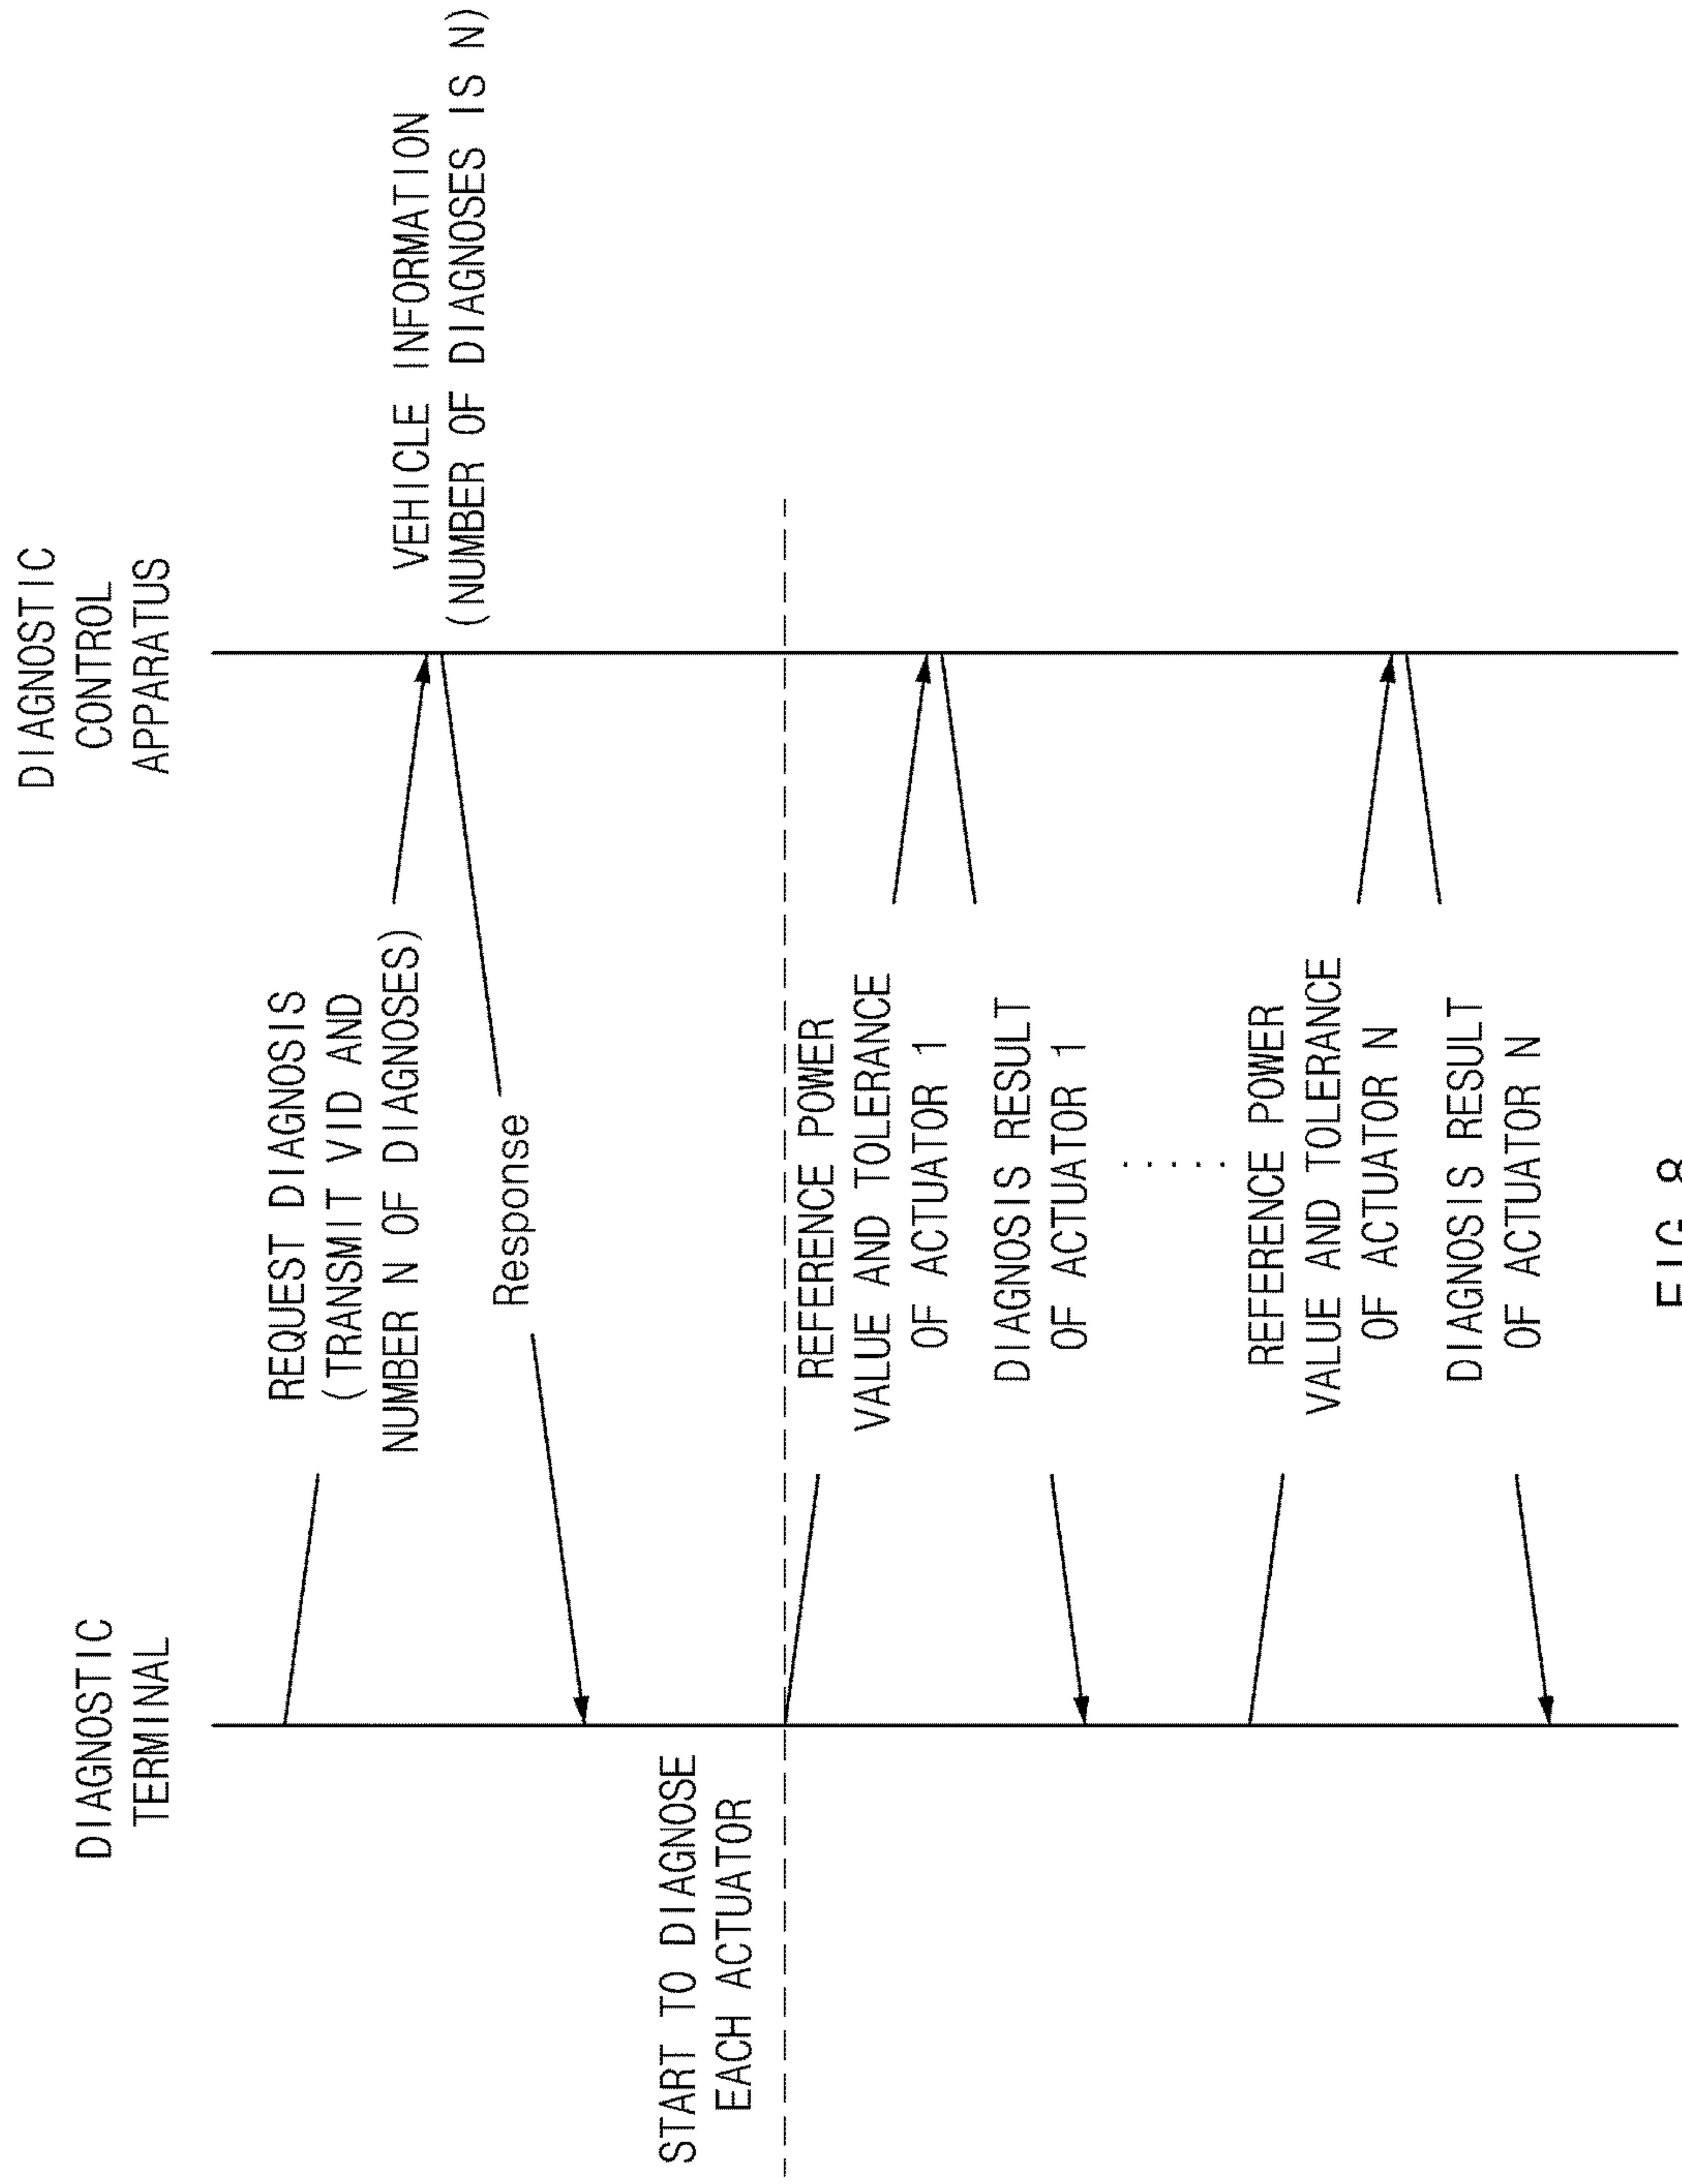 DIAGNOSTIC
TERMINAL
DIAGNOSTIC
CONTROL
APPARATUS
REQUEST DIAGNOSIS
(TRANSMIT VID AND
NUMBER N OF DIAGNOSES)
VEHICLE INFORMATION
(NUMBER OF DIAGNOSES IS N)
Response
START TO DIAGNOSE
EACH ACTUATOR
REFERENCE POWER
VALUE AND TOLERANCE
OF ACTUATOR 1
DIAGNOSIS RESULT
OF ACTUATOR 1
.....
REFERENCE POWER
VALUE AND TOLERANCE
OF ACTUATOR N
DIAGNOSIS RESULT
OF ACTUATOR N
FIG. 8